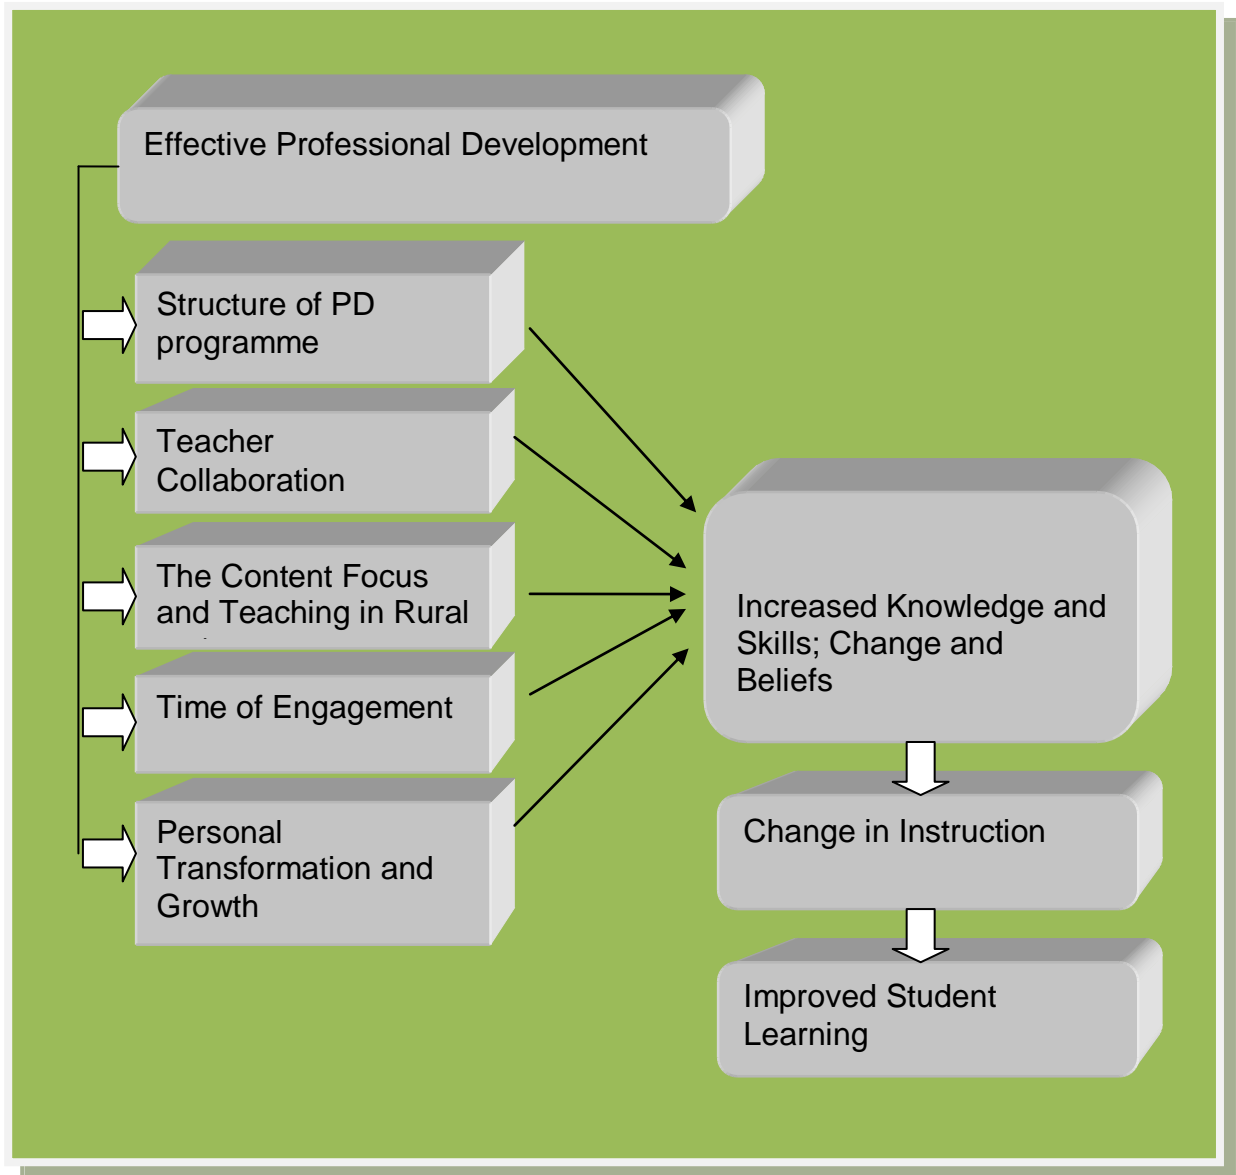 Effective Professional Development
Structure of PD
programme
Teacher
Collaboration
The Content Focus
and Teaching in Rural
Time of Engagement
Personal
Transformation and
Growth
Increased Knowledge and
Skills; Change and
Beliefs
Change in Instruction
Improved Student
Learning